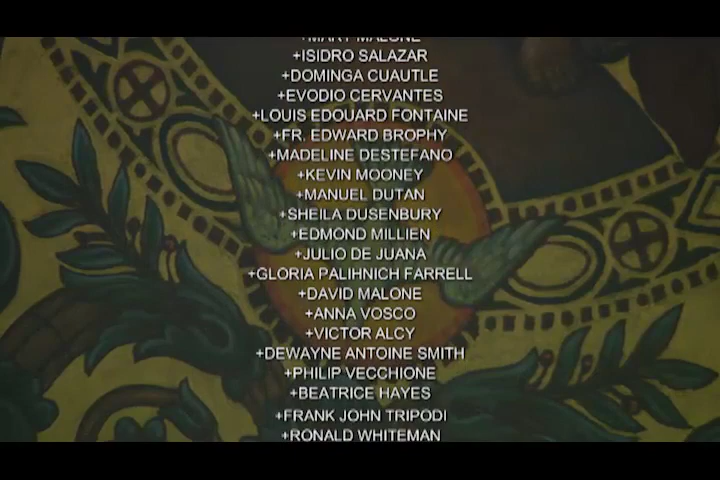 +MARY MALONE
+ISIDRO SALAZAR
+DOMINGA CUAUTLE
+EVODIO CERVANTES
+LOUIS EDOUARD FONTAINE
+FR. EDWARD BROPHY
+MADELINE DESTEFANO
+KEVIN MOONEY
+MANUEL DUTAN
+SHEILA DUSENBURY
+EDMOND MILLIEN
+JULIO DE JUANA
+GLORIA PALIHNICH FARRELL
+DAVID MALONE
+ANNA VOSCO
+VICTOR ALCY
+DEWAYNE ANTOINE SMITH
+PHILIP VECCHIONE
+BEATRICE HAYES
+FRANK JOHN TRIPODI
+RONALD WHITEMAN